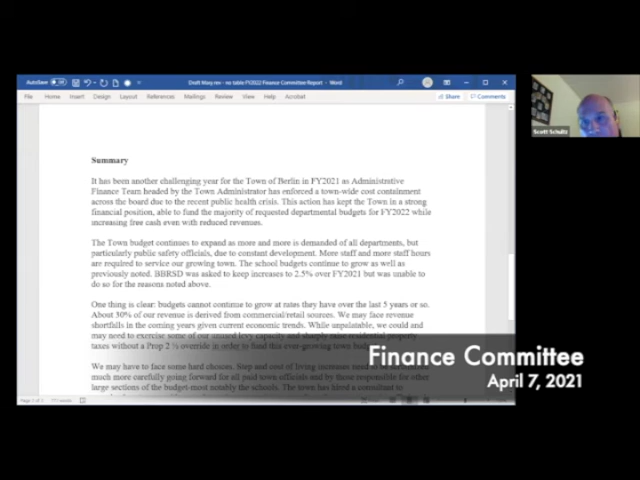 AutoSave Off
Draft Maq rev - no table FY2022 Finance Committee Report - Word
File Home Insert Design Layout References Mailings Review View Help Acrobat Share Comments
Scott Schultz
Summary
It has been another challenging year for the Town of Berlin in FY2021 as Administrative
Finance Team headed by the Town Administrator has enforced a town-wide cost containment
across the board due to the recent public health crisis. This action has kept the Town in a strong
financial position, able to fund the majority of requested departmental budgets for FY2022 while
increasing free cash even with reduced revenues.
The Town budget continues to expand as more and more is demanded of all departments, but
particularly public safety officials, due to constant development. More staff and more staff hours
are required to service our growing town. The school budgets continue to grow as well as
previously noted. BBRSD was asked to keep increases to 2.5% over FY2021 but was unable to
do so for the reasons noted above.
One thing is clear: budgets cannot continue to grow at rates they have over the last 5 years or so.
About 30% of our revenue is derived from commercial/retail sources. We may face revenue
shortfalls in the coming years given current economic trends. While unpalatable, we could and
may need to exercise some of our unused levy capacity and sharply raise residential property
taxes without a Prop 2 ½ override in order to fund this ever-growing town
Finance Committee
April 7, 2021
We may have to face some hard choices. Step and cost of living increases need to be
much more carefully going forward for all paid town officials and by those responsible for other
large sections of the budget-most notably the schools. The town has hired a consultant to